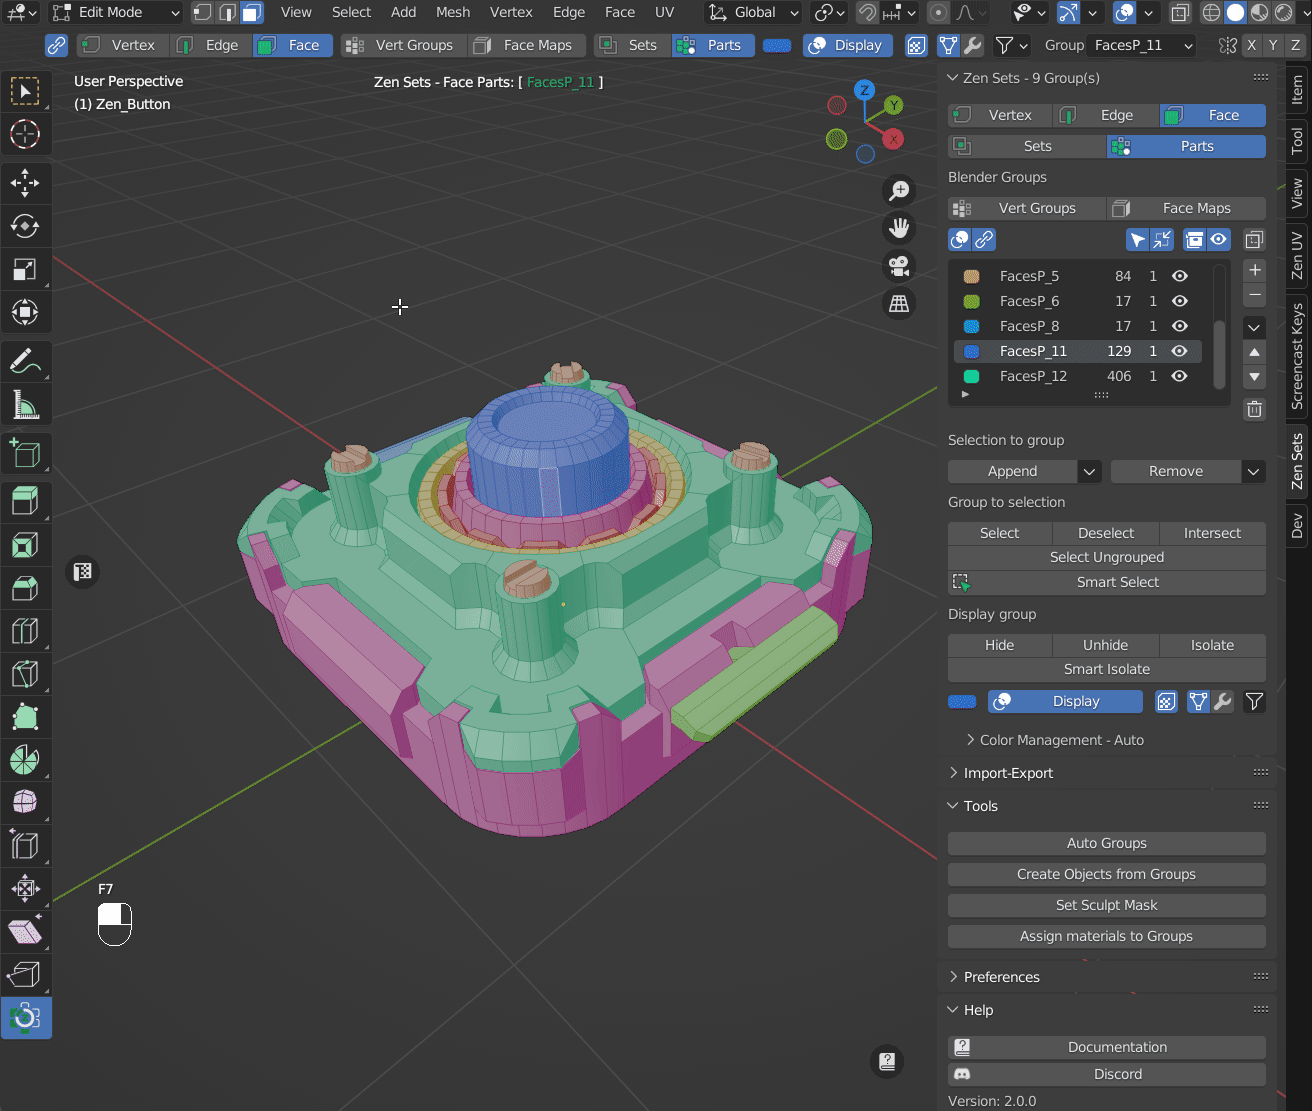 Edit Mode View Select Add Mesh Vertex Edge Face UV Global
Vertex Edge Face Vert Groups Face Maps Sets Parts Display Group FacesP_11 X Y Z
User Perspective
(1) Zen_Button
Zen Sets - Face Parts: [ FacesP_11 ]
Z
Y
X
F7
Zen Sets - 9 Group(s)
Vertex Edge Face
Sets Parts
Blender Groups
Vert Groups Face Maps
FacesP_5 84 1
FacesP_6 17 1
FacesP_8 17 1
FacesP_11 129 1
FacesP_12 406 1
Selection to group
Append Remove
Group to selection
Select Deselect Intersect
Select Ungrouped
Smart Select
Display group
Hide Unhide Isolate
Smart Isolate
Display
Color Management - Auto
Import-Export
Tools
Auto Groups
Create Objects from Groups
Set Sculpt Mask
Assign materials to Groups
Preferences
Help
Documentation
Discord
Version: 2.0.0
Item
Tool
View
Zen UV
Screencast Keys
Zen Sets
Dev